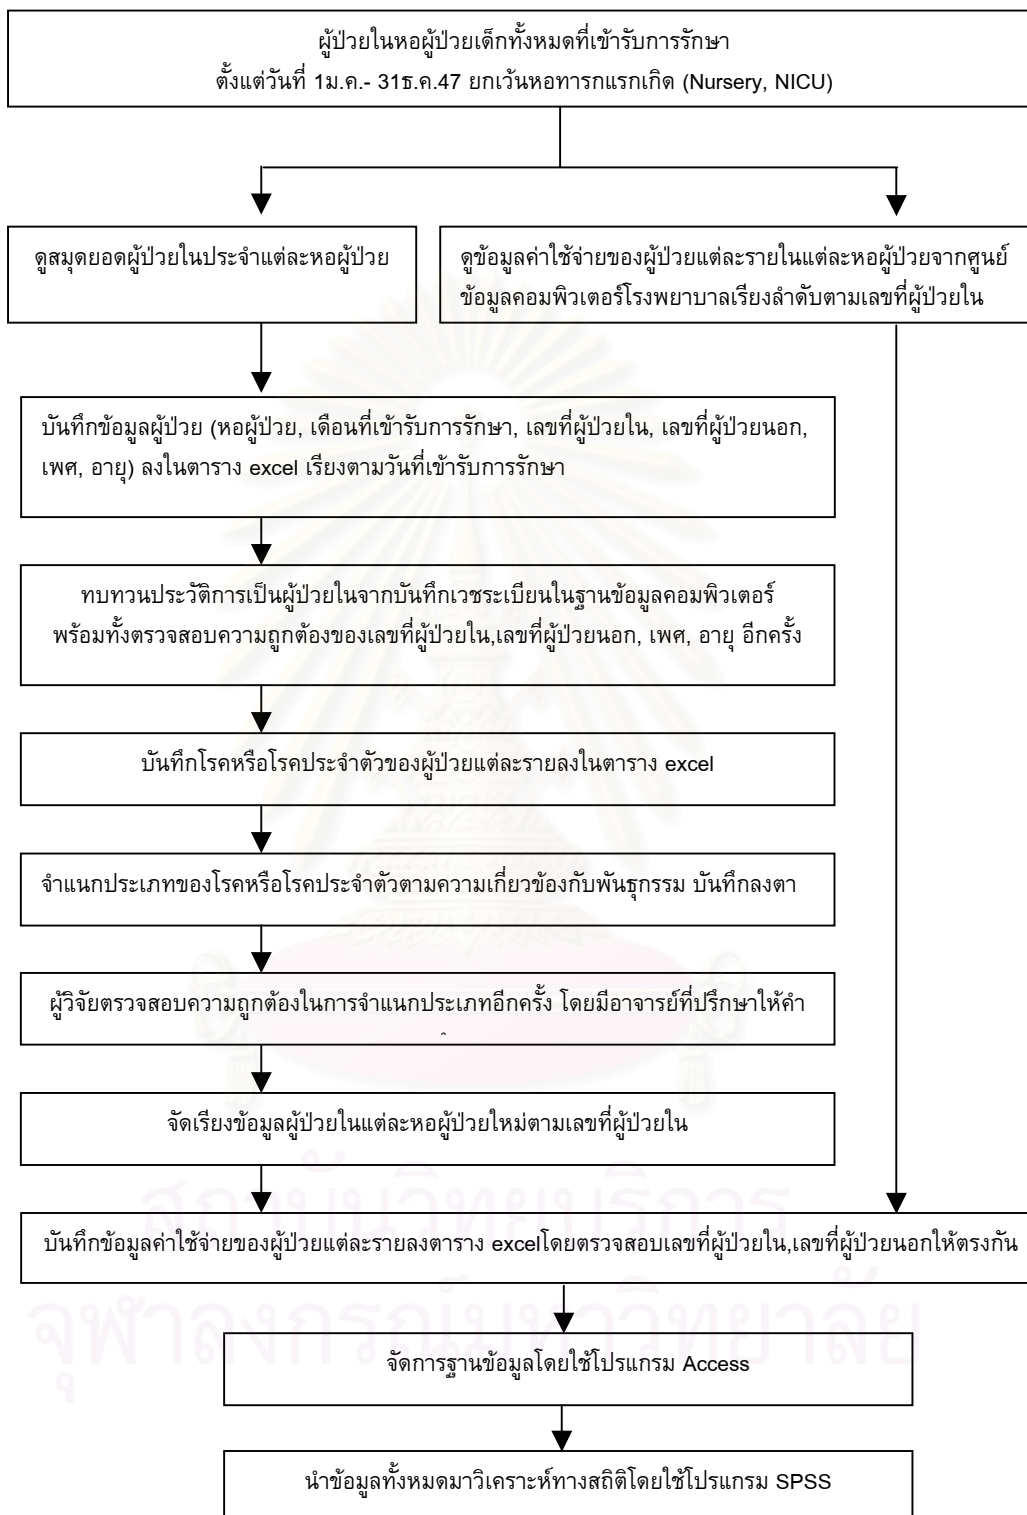 ผู้ป่วยในหอผู้ป่วยเด็กทั้งหมดที่เข้ารับการรักษา
ตั้งแต่วันที่ 1ม.ค.- 31ธ.ค.47 ยกเว้นหอทารกแรกเกิด (Nursery, NICU)
ดูสมุดยอดผู้ป่วยในประจำแต่ละหอผู้ป่วย
ดูข้อมูลค่าใช้จ่ายของผู้ป่วยแต่ละรายในแต่ละหอผู้ป่วยจากศูนย์
ข้อมูลคอมพิวเตอร์โรงพยาบาลเรียงลำดับตามเลขที่ผู้ป่วยใน
บันทึกข้อมูลผู้ป่วย (หอผู้ป่วย, เดือนที่เข้ารับการรักษา, เลขที่ผู้ป่วยใน, เลขที่ผู้ป่วยนอก,
เพศ, อายุ) ลงในตาราง excel เรียงตามวันที่เข้ารับการรักษา
ทบทวนประวัติการเป็นผู้ป่วยในจากบันทึกเวชระเบียนในฐานข้อมูลคอมพิวเตอร์
พร้อมทั้งตรวจสอบความถูกต้องของเลขที่ผู้ป่วยใน,เลขที่ผู้ป่วยนอก, เพศ, อายุ อีกครั้ง
บันทึกโรคหรือโรคประจำตัวของผู้ป่วยแต่ละรายลงในตาราง excel
จำแนกประเภทของโรคหรือโรคประจำตัวตามความเกี่ยวข้องกับพันธุกรรม บันทึกลงตา
ผู้วิจัยตรวจสอบความถูกต้องในการจำแนกประเภทอีกครั้ง โดยมีอาจารย์ที่ปรึกษาให้คำ
จัดเรียงข้อมูลผู้ป่วยในแต่ละหอผู้ป่วยใหม่ตามเลขที่ผู้ป่วยใน
บันทึกข้อมูลค่าใช้จ่ายของผู้ป่วยแต่ละรายลงตาราง excelโดยตรวจสอบเลขที่ผู้ป่วยใน,เลขที่ผู้ป่วยนอกให้ตรงกัน
จัดการฐานข้อมูลโดยใช้โปรแกรม Access
นำข้อมูลทั้งหมดมาวิเคราะห์ทางสถิติโดยใช้โปรแกรม SPSS
สถาบันวิทยบริการ
จุฬาลงกรณ์มหาวิทยาลัย